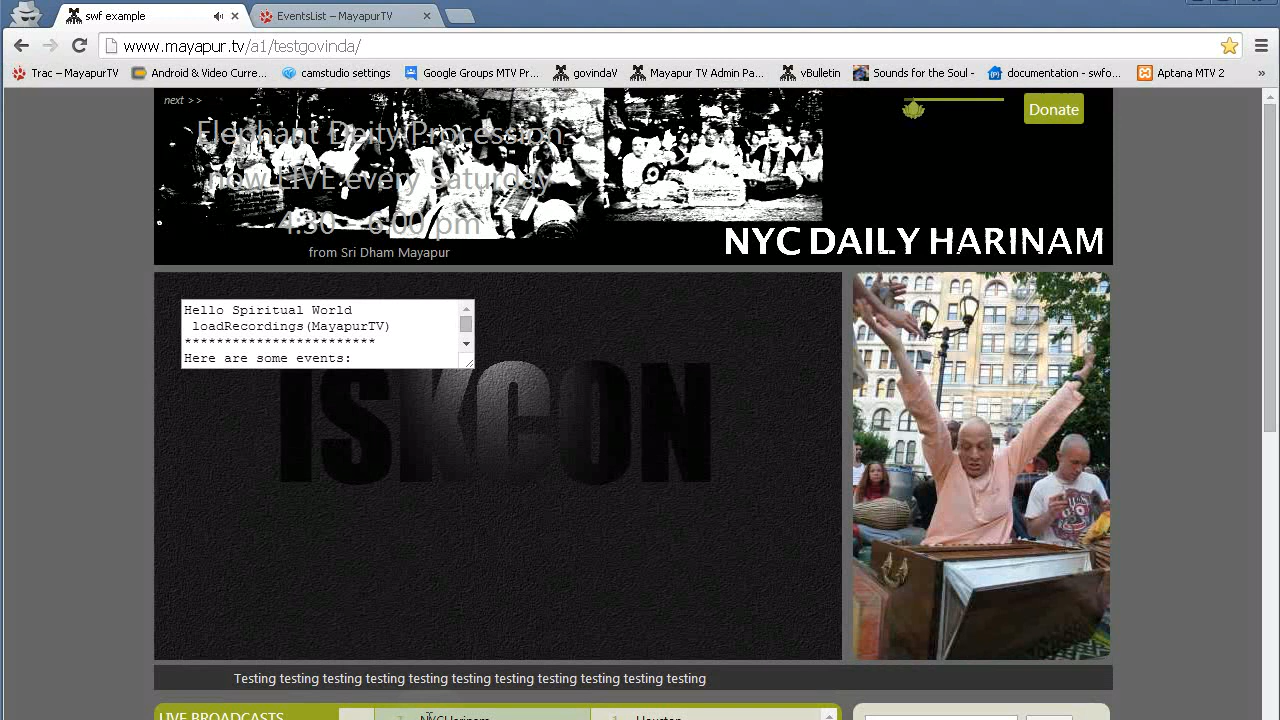 swf example
EventsList – MayapurTV
www.mayapur.tv/a1/testgovinda/
Trac – MayapurTV
Android & Video Curre...
camstudio settings
Google Groups MTV Pr...
govindaV
Mayapur TV Admin Pa...
vBulletin
Sounds for the Soul -
documentation - swf...
Aptana MTV 2
»
next >>
Donate
Elephant Deity Procession
now LIVE every Saturday
4:30 - 6:00 pm
from Sri Dham Mayapur
NYC DAILY HARINAM
Hello Spiritual World
loadRecordings(MayapurTV)
************************
Here are some events:
ISKCON
Testing testing testing testing testing testing testing testing testing testing testing
LIVE BROADCASTS
NYCHarinam
Houston